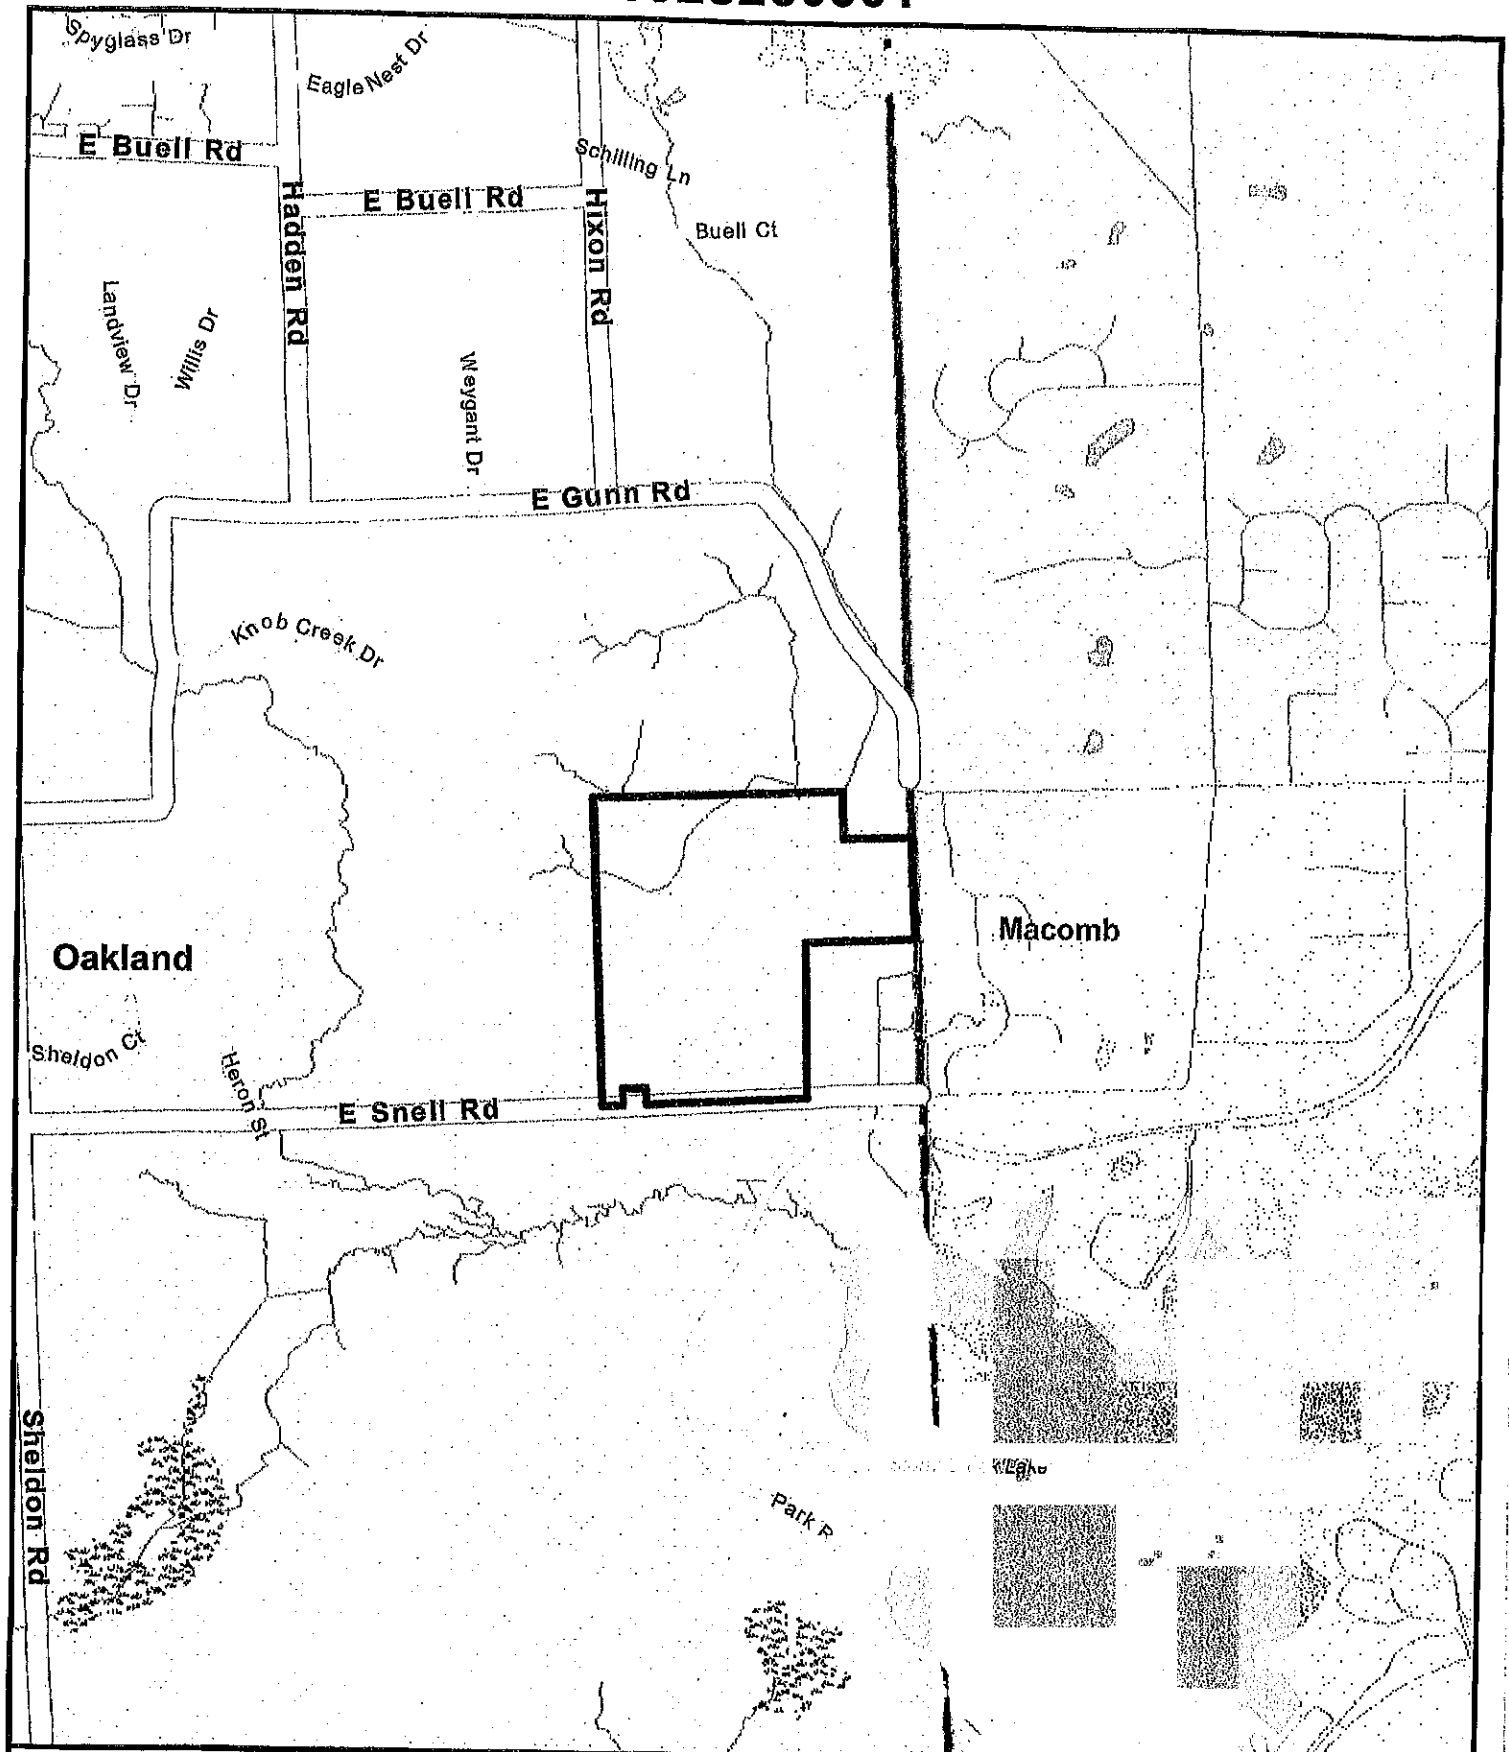 Spyglass Dr
Eagle Nest Dr
E Buell Rd
Schilling Ln
Hadden Rd
E Buell Rd
Hixon Rd
Buell Ct
Landview Dr
Willis Dr
Weygant Dr
E Gunn Rd
Knob Creek Dr
Oakland
Macomb
Sheldon Ct
Heron St
E Snell Rd
Sheldon Rd
Lake
Park R